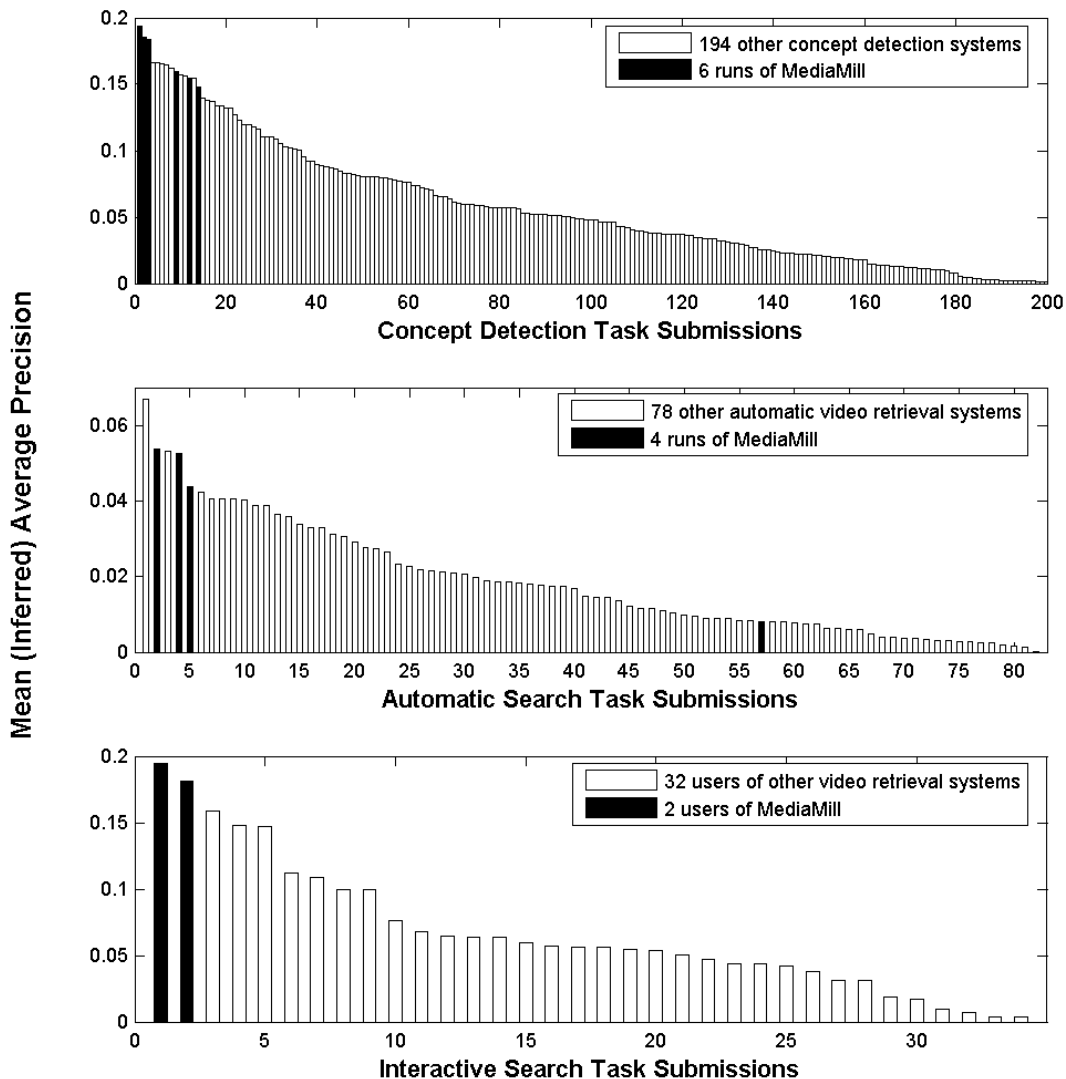 Mean (Inferred) Average Precision
0.2
0.15
0.1
0.05
0
194 other concept detection systems
6 runs of MediaMill
0 20 40 60 80 100 120 140 160 180 200
Concept Detection Task Submissions
0.06
0.04
0.02
0
78 other automatic video retrieval systems
4 runs of MediaMill
0 5 10 15 20 25 30 35 40 45 50 55 60 65 70 75 80
Automatic Search Task Submissions
0.2
0.15
0.1
0.05
0
32 users of other video retrieval systems
2 users of MediaMill
0 5 10 15 20 25 30
Interactive Search Task Submissions